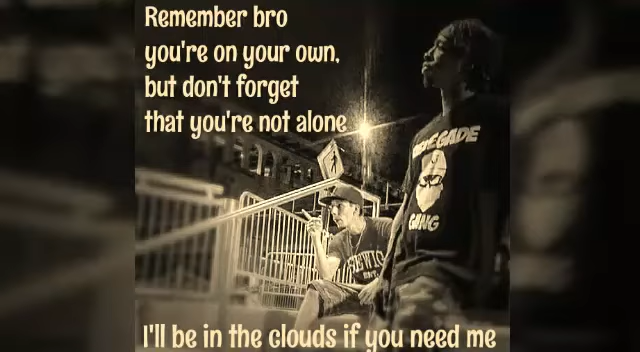 Remember bro
you're on your own,
but don't forget
that you're not alone
GANG
I'll be in the clouds if you need me